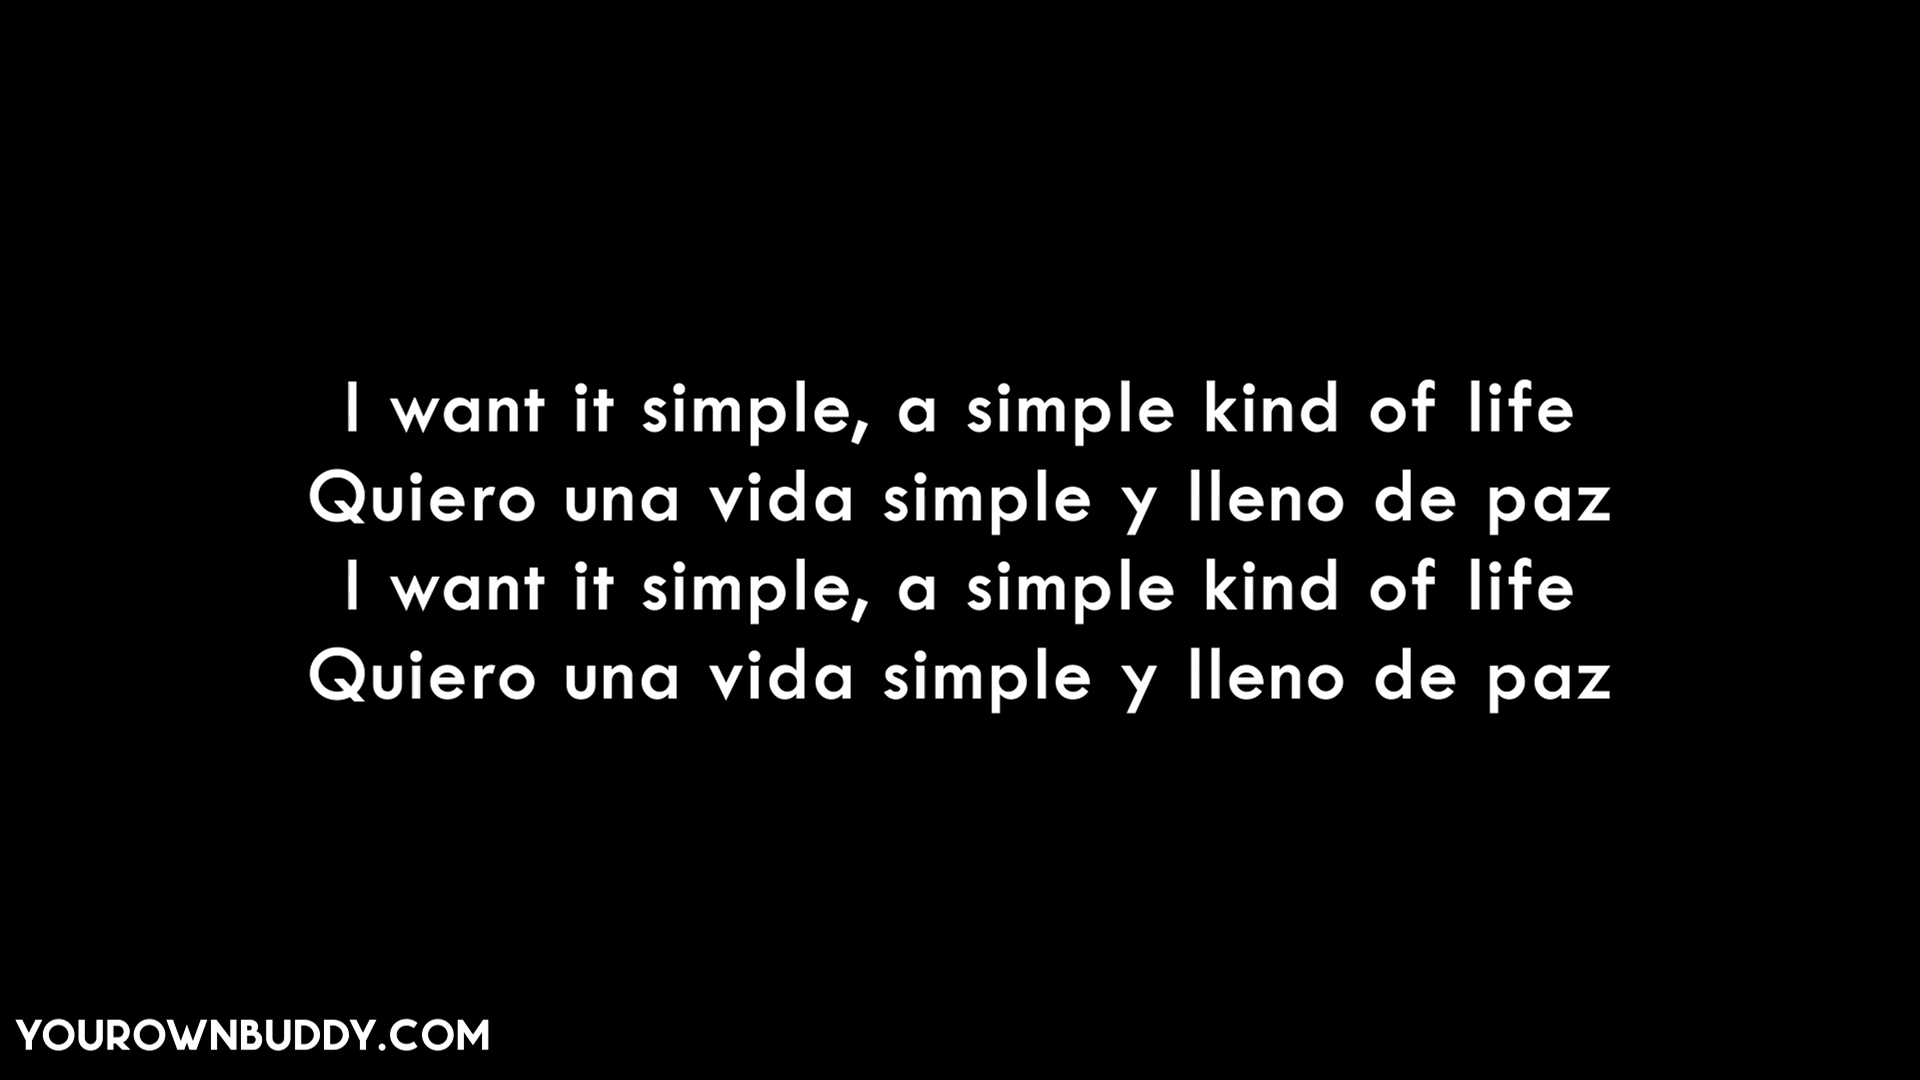 I want it simple, a simple kind of life
Quiero una vida simple y lleno de paz
I want it simple, a simple kind of life
Quiero una vida simple y lleno de paz
YOUROWNBUDDY.COM